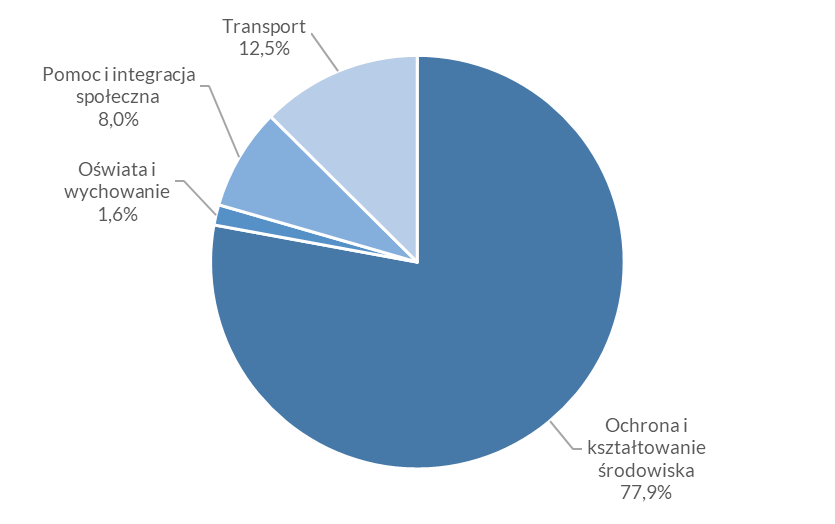 Transport
12,5%
Pomoc i integracja
społeczna
8,0%
Oświata i
wychowanie
1,6%
Ochrona i
kształtowanie
środowiska
77,9%